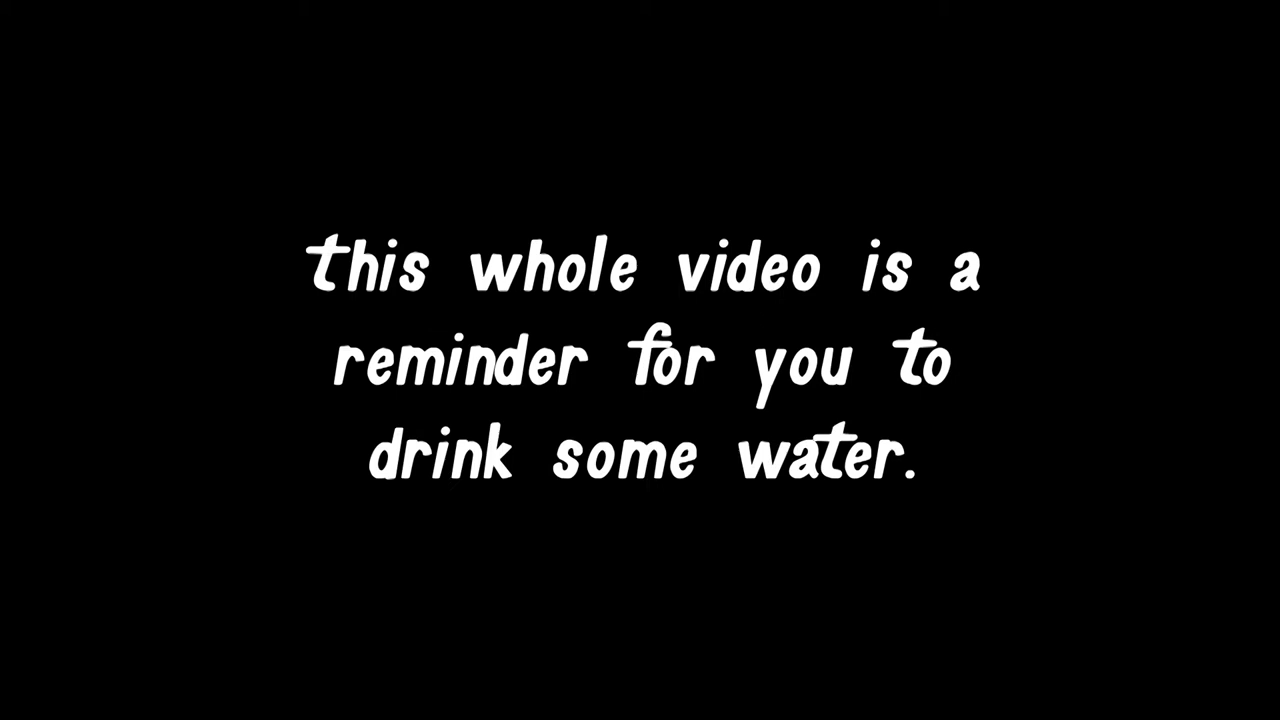 this whole video is a
reminder for you to
drink some water.